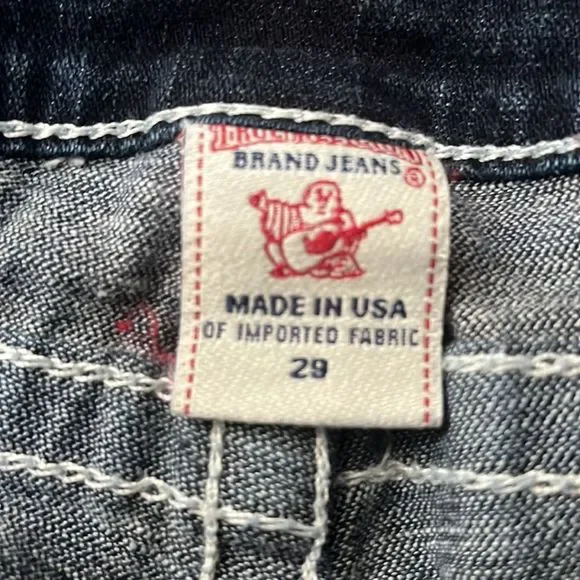 BRAND JEANS ®
MADE IN USA
OF IMPORTED FABRIC
29